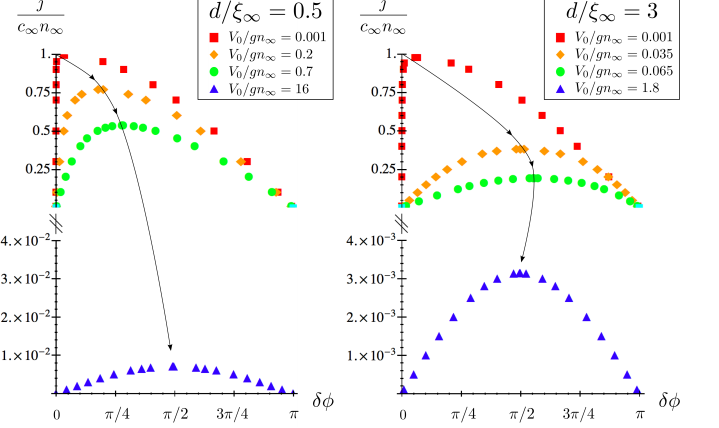 j
c∞n∞
d/ξ∞ = 0.5
V₀/gn∞ = 0.001
V₀/gn∞ = 0.2
V₀/gn∞ = 0.7
V₀/gn∞ = 16
1.
0.75
0.5
0.25
4.×10⁻²
3.×10⁻²
2.×10⁻²
1.×10⁻²
0
π/4
π/2
3π/4
π
δϕ
j
c∞n∞
d/ξ∞ = 3
V₀/gn∞ = 0.001
V₀/gn∞ = 0.035
V₀/gn∞ = 0.065
V₀/gn∞ = 1.8
1.
0.75
0.5
0.25
4.×10⁻³
3.×10⁻³
2.×10⁻³
1.×10⁻³
0
π/4
π/2
3π/4
π
δϕ